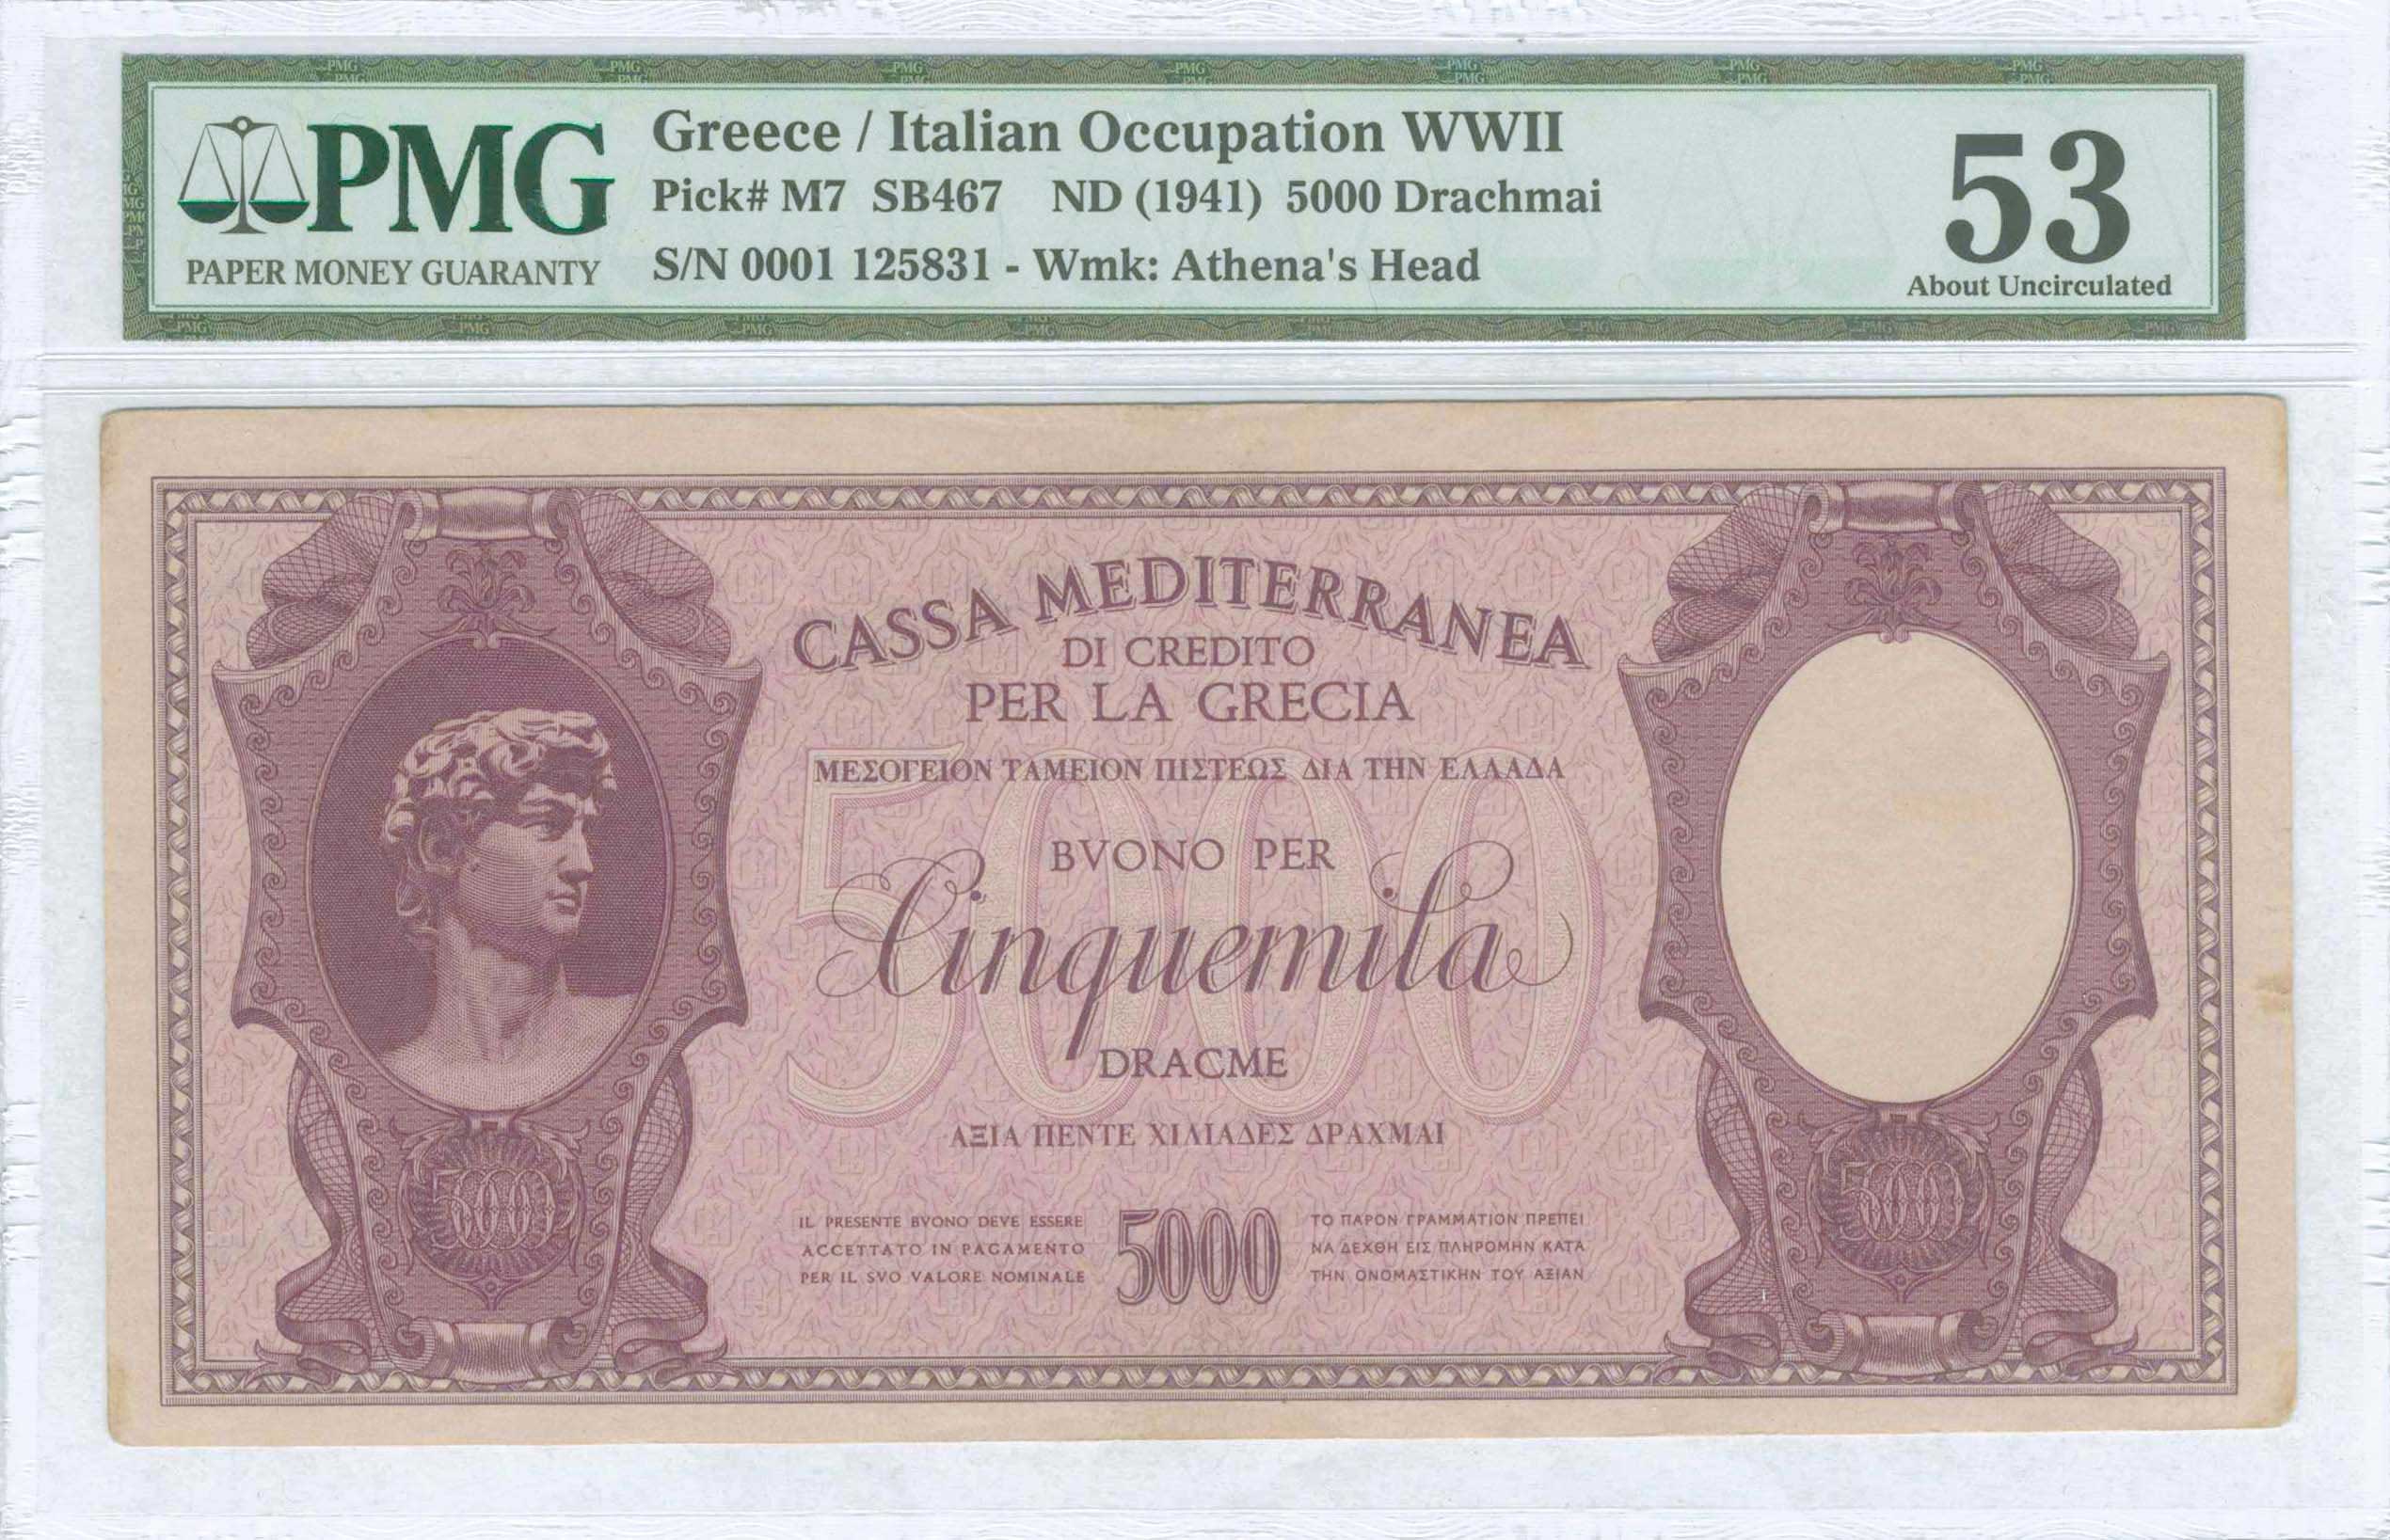 PMG
PAPER MONEY GUARANTY
Greece / Italian Occupation WWII
Pick# M7 SB467 ND (1941) 5000 Drachmai
S/N 0001 125831 - Wmk: Athena's Head
53
About Uncirculated
CASSA MEDITERRANEA
DI CREDITO
PER LA GRECIA
ΜΕΣΟΓΕΙΟΝ ΤΑΜΕΙΟΝ ΠΙΣΤΕΩΣ ΔΙΑ ΤΗΝ ΕΛΛΑΔΑ
5000
BVONO PER
Cinquemila
DRACME
ΑΞΙΑ ΠΕΝΤΕ ΧΙΛΙΑΔΕΣ ΔΡΑΧΜΑΙ
5000
5000
IL PRESENTE BVONO DEVE ESSERE
ACCETTATO IN PAGAMENTO
PER IL SVO VALORE NOMINALE
5000
ΤΟ ΠΑΡΟΝ ΓΡΑΜΜΑΤΙΟΝ ΠΡΕΠΕΙ
ΝΑ ΔΕΧΘΗ ΕΙΣ ΠΛΗΡΟΜΗΝ ΚΑΤΑ
ΤΗΝ ΟΝΟΜΑΣΤΙΚΗΝ ΤΟΥ ΑΞΙΑΝ